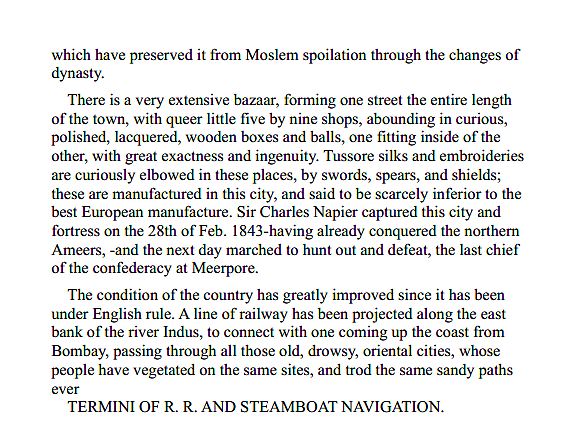 which have preserved it from Moslem spoilation through the changes of
dynasty.
There is a very extensive bazaar, forming one street the entire length
of the town, with queer little five by nine shops, abounding in curious,
polished, lacquered, wooden boxes and balls, one fitting inside of the
other, with great exactness and ingenuity. Tussore silks and embroideries
are curiously elbowed in these places, by swords, spears, and shields;
these are manufactured in this city, and said to be scarcely inferior to the
best European manufacture. Sir Charles Napier captured this city and
fortress on the 28th of Feb. 1843-having already conquered the northern
Ameers, -and the next day marched to hunt out and defeat, the last chief
of the confederacy at Meerpore.
The condition of the country has greatly improved since it has been
under English rule. A line of railway has been projected along the east
bank of the river Indus, to connect with one coming up the coast from
Bombay, passing through all those old, drowsy, oriental cities, whose
people have vegetated on the same sites, and trod the same sandy paths
ever
TERMINI OF R. R. AND STEAMBOAT NAVIGATION.